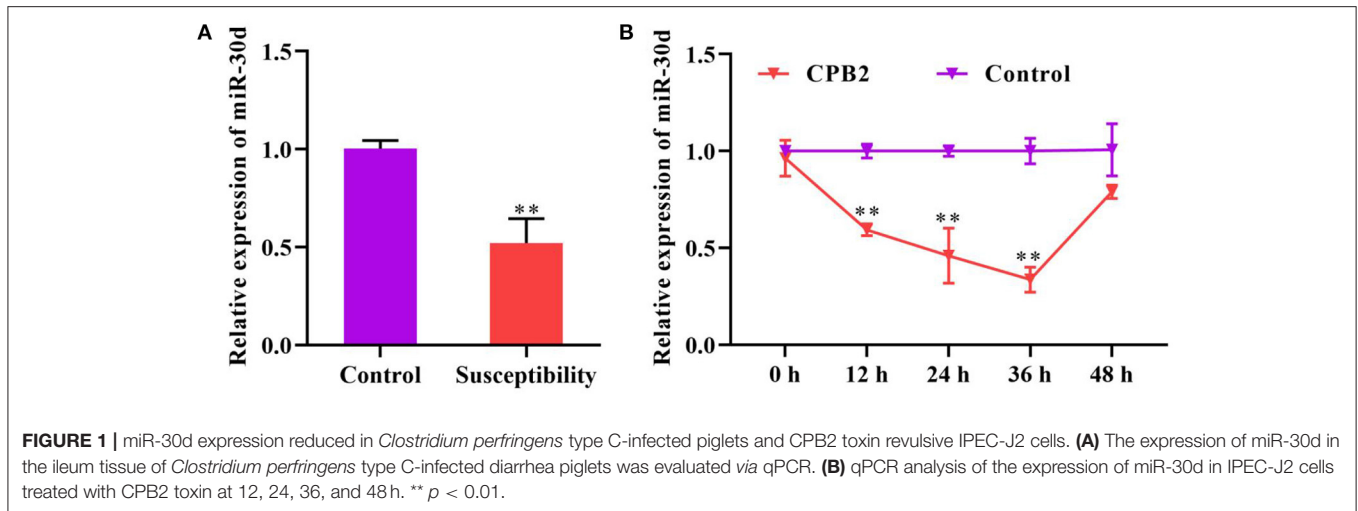 A
Relative expression of miR-30d
1.5
1.0
0.5
0.0
**
Control Susceptibility
B
Relative expression of miR-30d
1.5
1.0
0.5
0.0
CPB2 Control
** ** **
0 h 12 h 24 h 36 h 48 h
FIGURE 1 | miR-30d expression reduced in Clostridium perfringens type C-infected piglets and CPB2 toxin revulsive IPEC-J2 cells. (A) The expression of miR-30d in
the ileum tissue of Clostridium perfringens type C-infected diarrhea piglets was evaluated via qPCR. (B) qPCR analysis of the expression of miR-30d in IPEC-J2 cells
treated with CPB2 toxin at 12, 24, 36, and 48 h. ** p < 0.01.